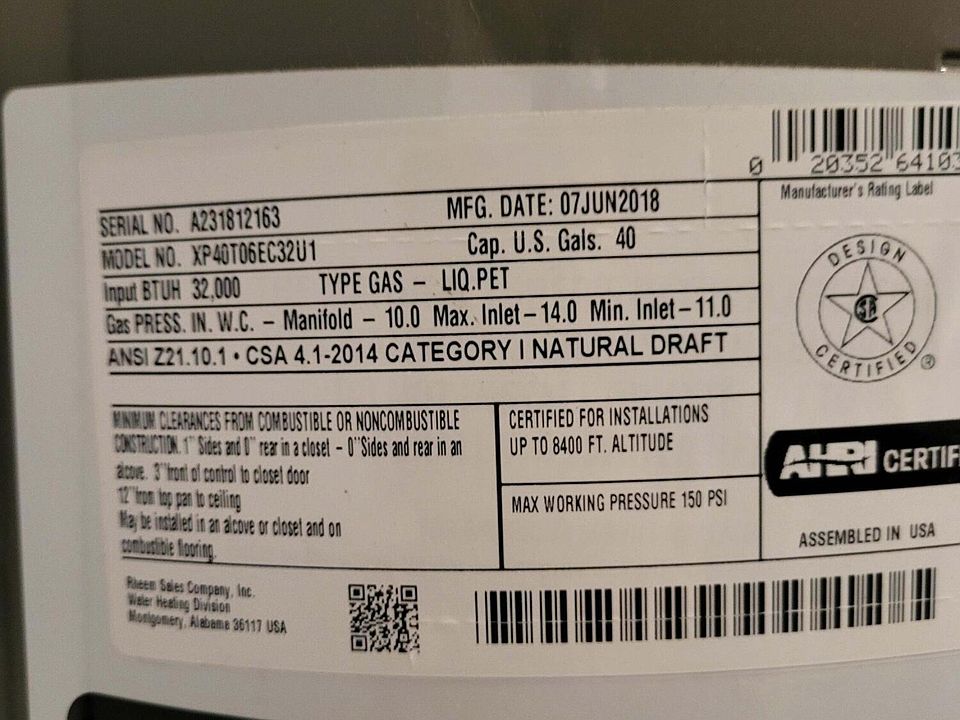 0 20352 64103
Manufacturer's Rating Label
SERIAL NO. A231812163 MFG. DATE: 07JUN2018
MODEL NO. XP40T06EC32U1 Cap. U.S. Gals. 40
Input BTUH 32,000 TYPE GAS – LIQ.PET
Gas PRESS. IN. W.C. – Manifold – 10.0 Max. Inlet – 14.0 Min. Inlet – 11.0
ANSI Z21.10.1 • CSA 4.1-2014 CATEGORY I NATURAL DRAFT
DESIGN
CERTIFIED
®
MINIMUM CLEARANCES FROM COMBUSTIBLE OR NONCOMBUSTIBLE
CONSTRUCTION. 1" Sides and 0" rear in a closet – 0"Sides and rear in an
alcove. 3"front of control to closet door
12"from top pan to ceiling
May be installed in an alcove or closet and on
combustible flooring.
CERTIFIED FOR INSTALLATIONS
UP TO 8400 FT. ALTITUDE
MAX WORKING PRESSURE 150 PSI
AHRI CERTIF
ASSEMBLED IN USA
Rheem Sales Company, Inc.
Water Heating Division
Montgomery, Alabama 36117 USA